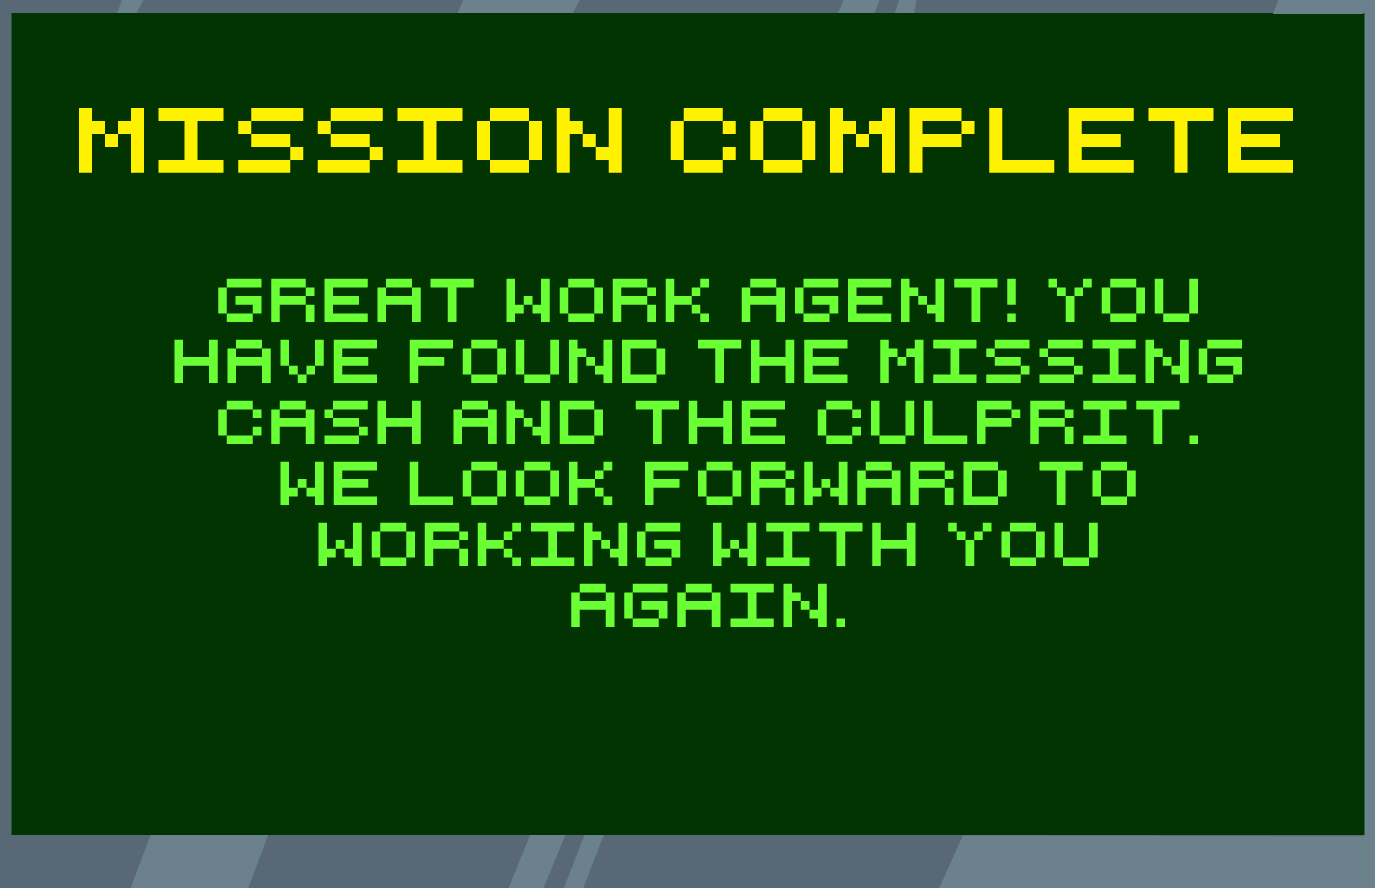 MISSION COMPLETE
GREAT WORK AGENT! YOU
HAVE FOUND THE MISSING
CASH AND THE CULPRIT.
WE LOOK FORWARD TO
WORKING WITH YOU
AGAIN.